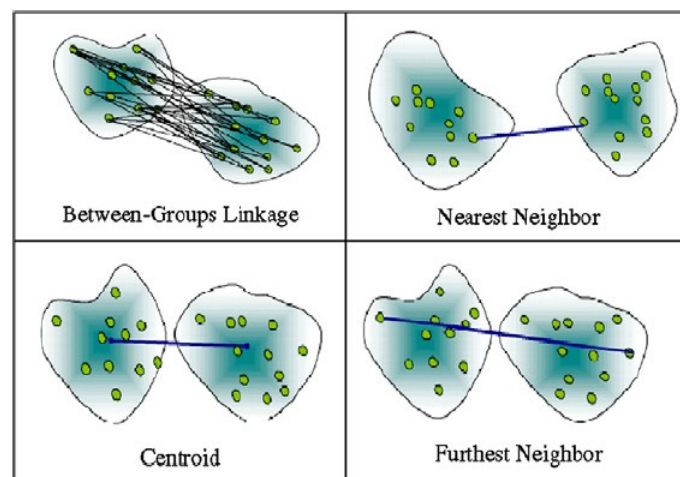 Between-Groups Linkage
Nearest Neighbor
Centroid
Furthest Neighbor